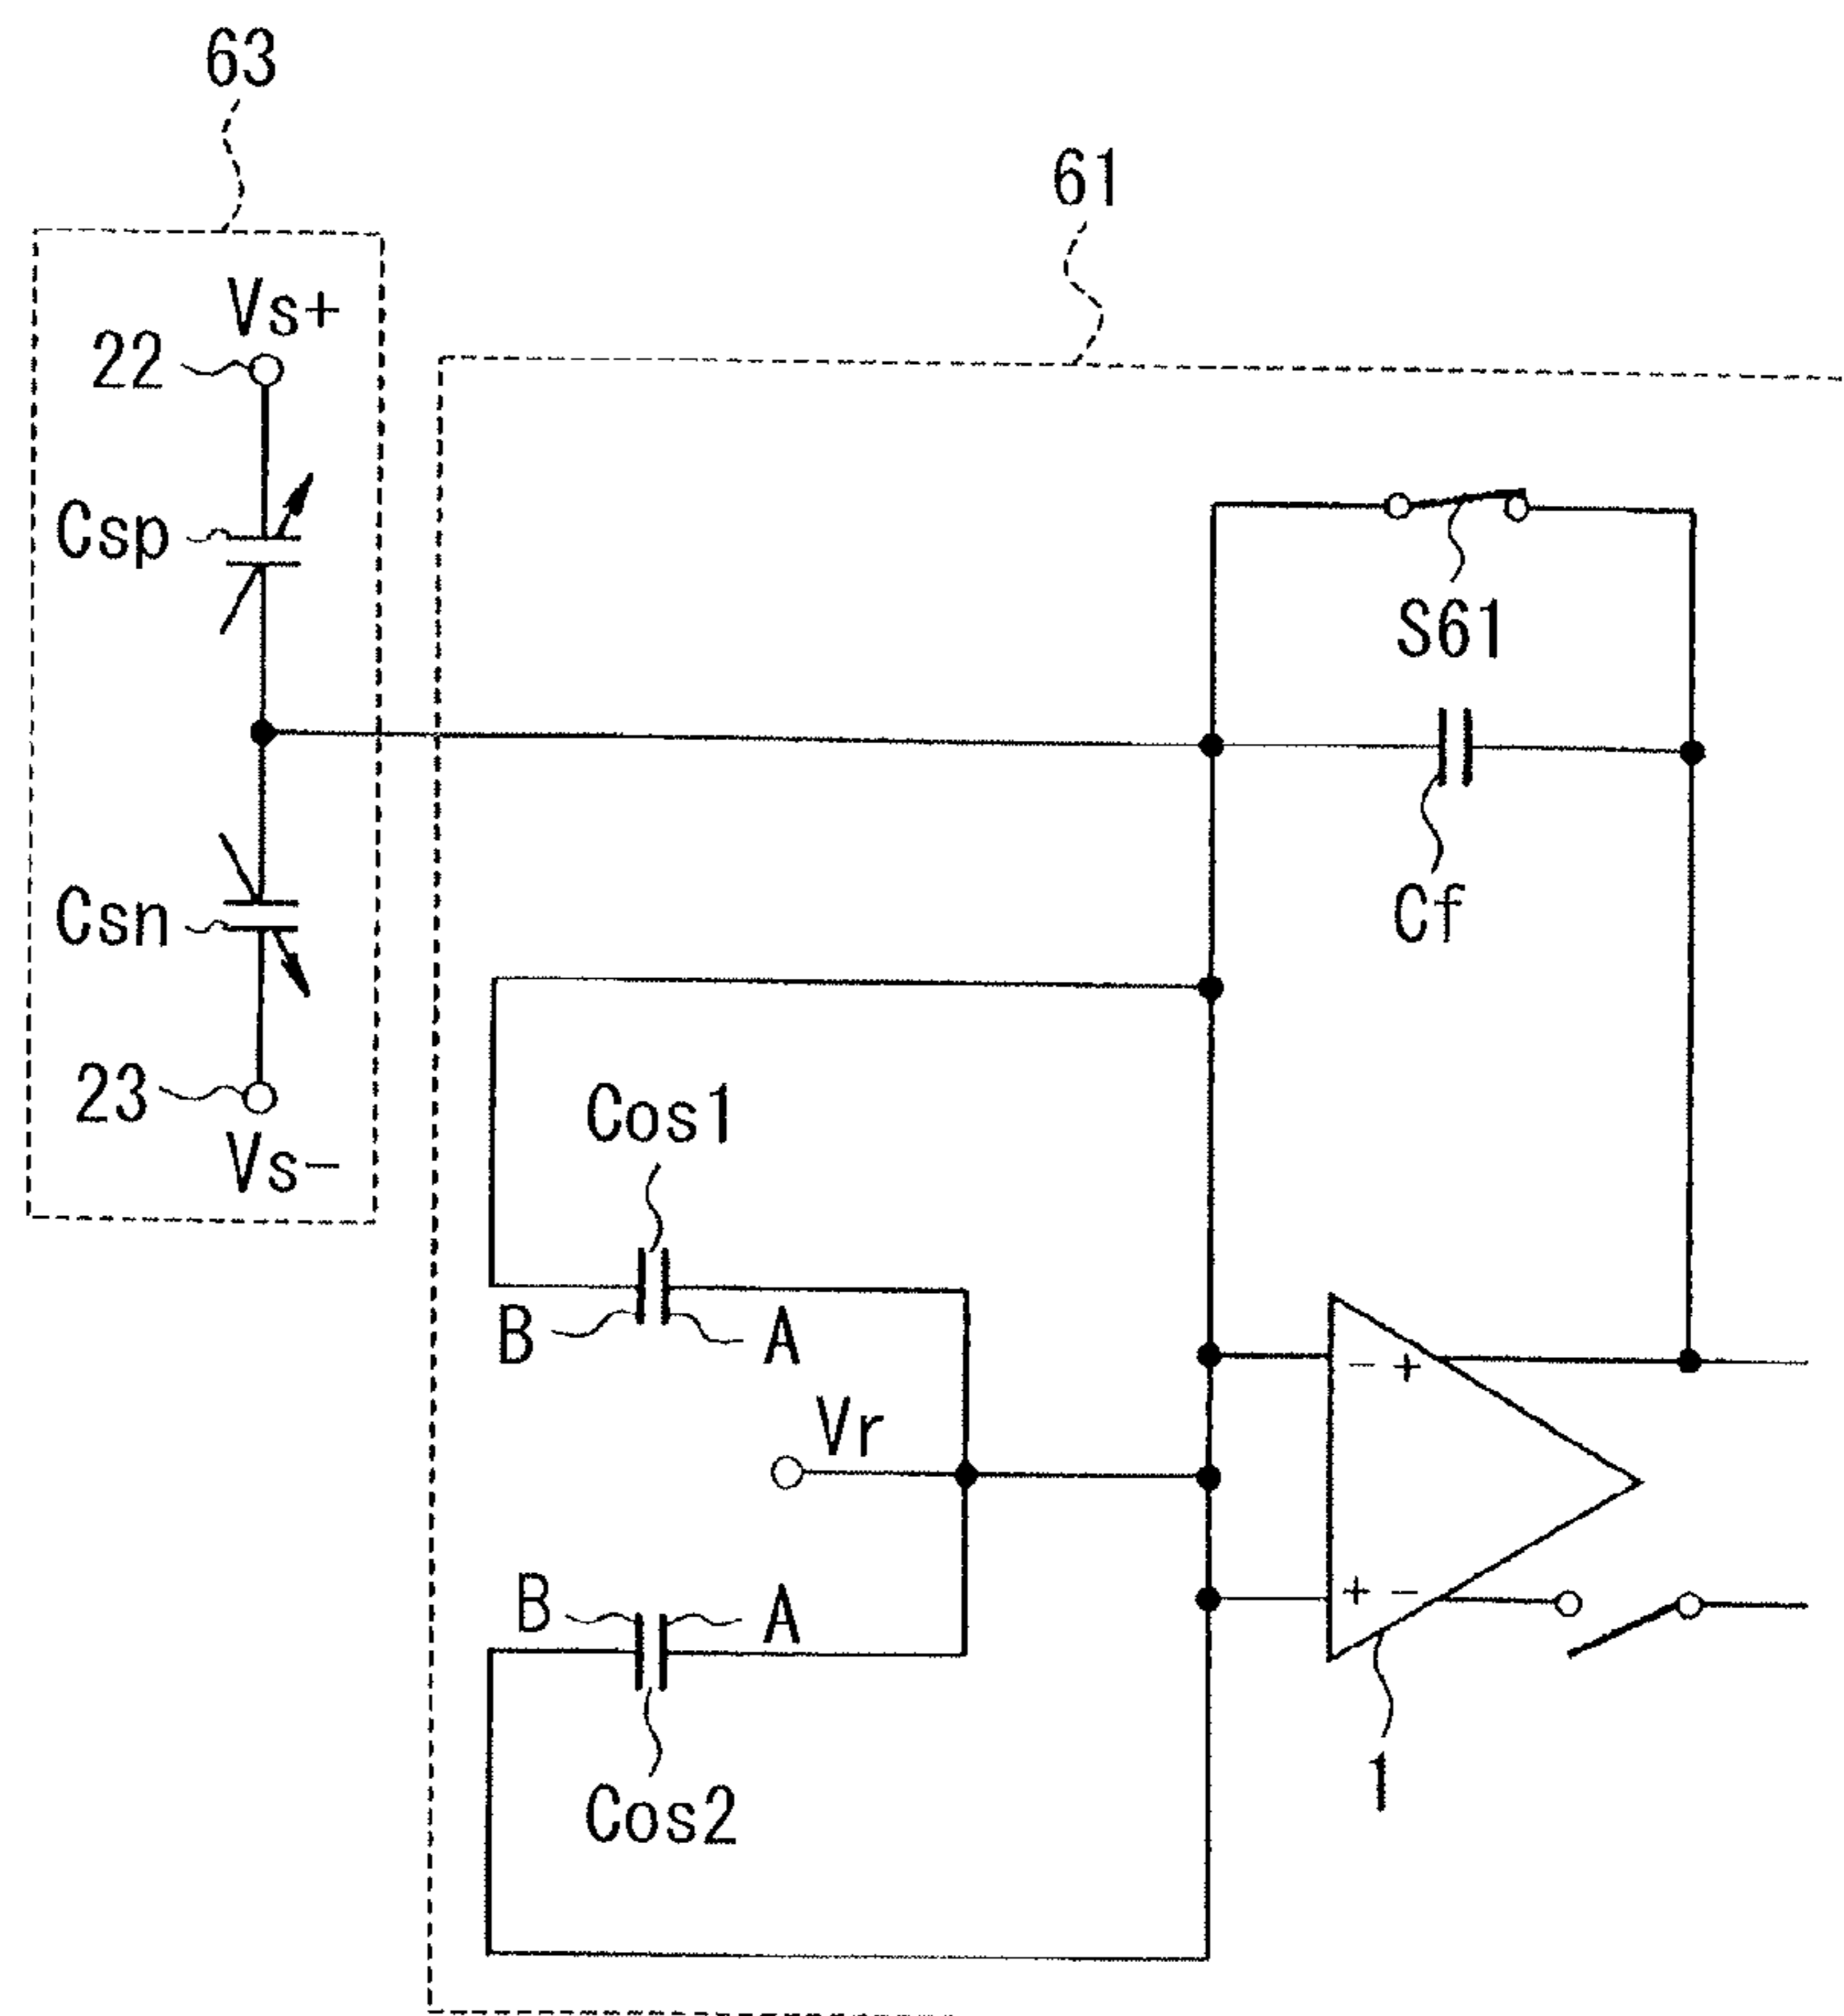 63
61
Vs+
22
Csp
S61
Csn
Cf
23
Cos1
Vs-
B
A
- +
Vr
B
A
+ -
1
Cos2